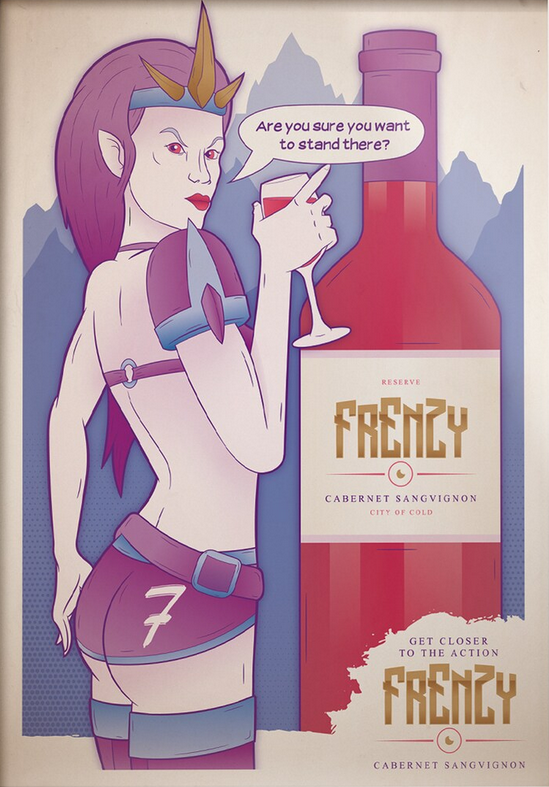 Are you sure you want
to stand there?
RESERVE
FRENZY
CABERNET SANGVIGNON
CITY OF COLD
7
GET CLOSER
TO THE ACTION
FRENZY
CABERNET SANGVIGNON